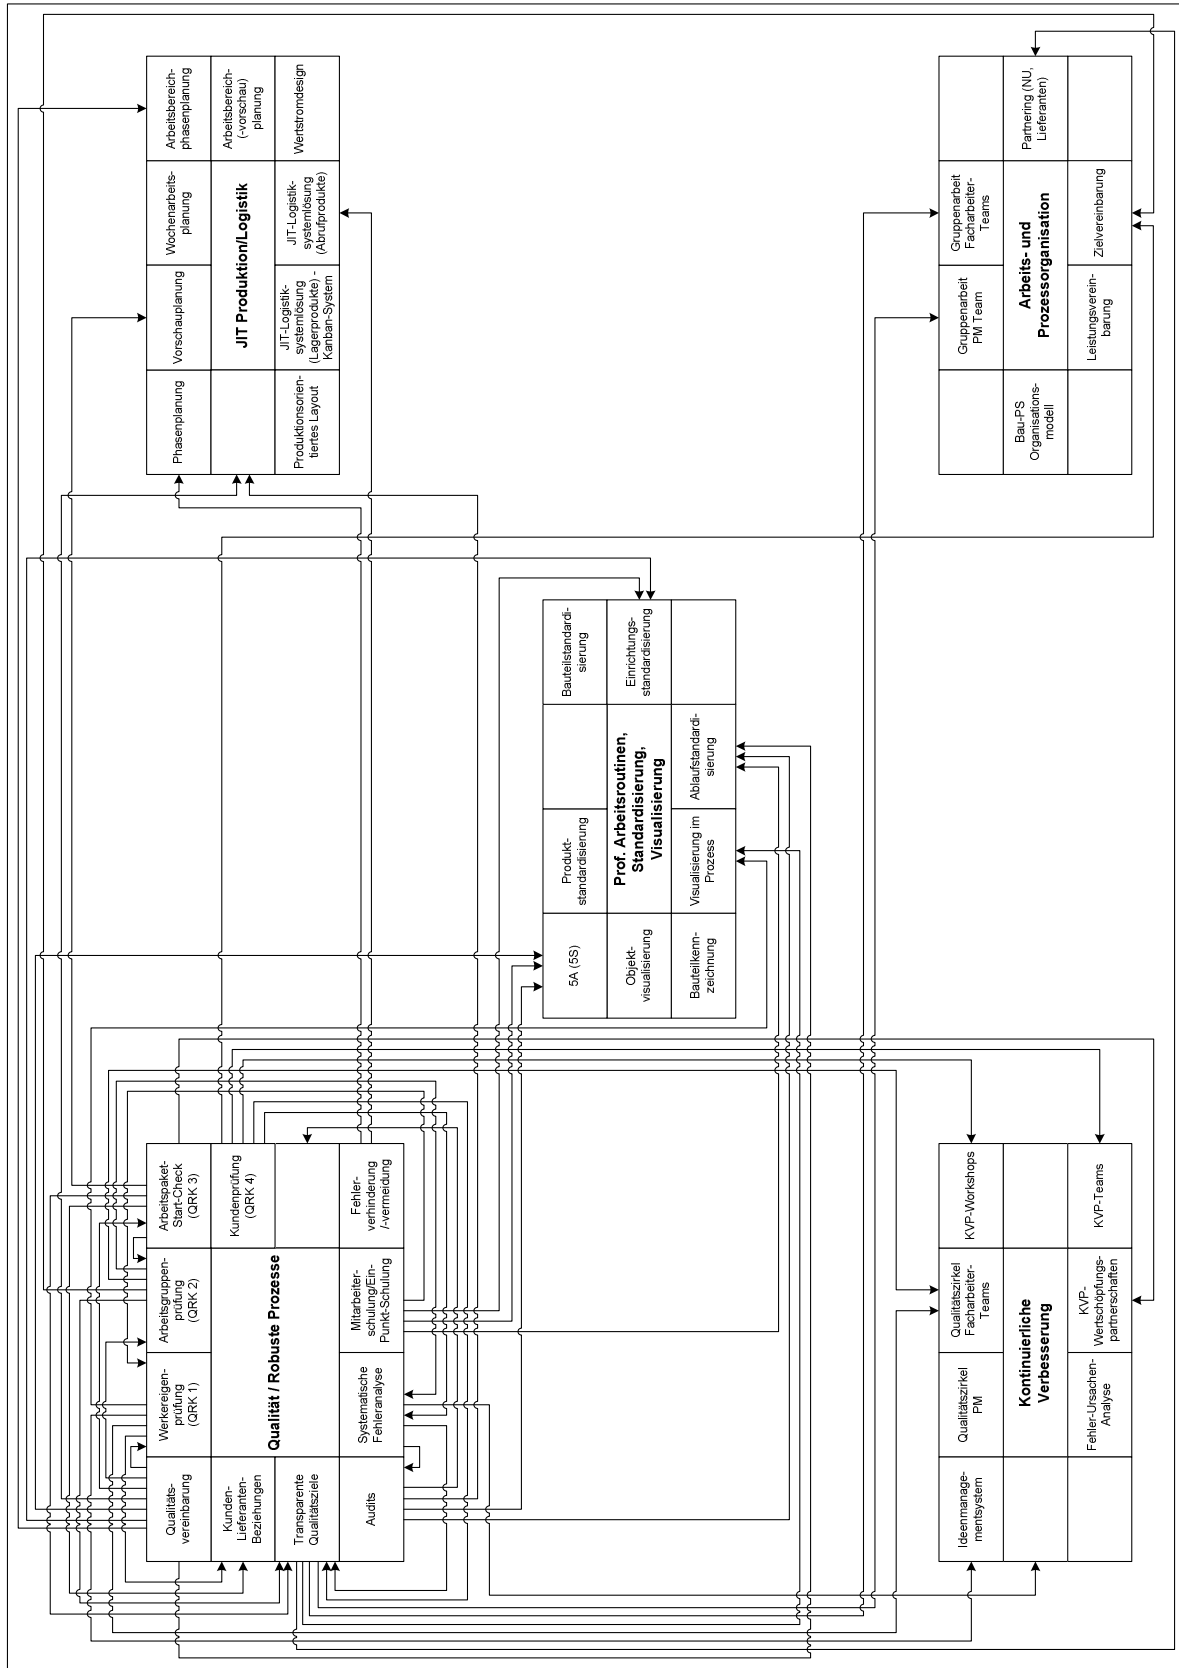 Qualitäts-
vereinbarung
Werkereigen-
prüfung
(QRK 1)
Arbeitsgruppen-
prüfung
(QRK 2)
Arbeitspaket-
Start-Check
(QRK 3)
Kunden-
Lieferanten-
Beziehungen
Qualität / Robuste Prozesse
Kundenprüfung
(QRK 4)
Transparente
Qualitätsziele
Audits
Systematische
Fehleranalyse
Mitarbeiter-
schulung/Ein-
Punkt-Schulung
Fehler-
verhinderung
/-vermeidung
Phasenplanung
Vorschauplanung
Wochenarbeits-
planung
Arbeitsbereich-
phasenplanung
JIT Produktion/Logistik
Arbeitsbereich
(-vorschau)
planung
Produktionsorien-
tiertes Layout
JIT-Logistik-
systemlösung
(Lagerprodukte) -
Kanban-System
JIT-Logistik-
systemlösung
(Abrufprodukte)
Wertstromdesign
5A (5S)
Produkt-
standardisierung
Bauteilstandardi-
sierung
Objekt-
visualisierung
Prof. Arbeitsroutinen,
Standardisierung,
Visualisierung
Einrichtungs-
standardisierung
Bauteilkenn-
zeichnung
Visualisierung im
Prozess
Ablaufstandardi-
sierung
Ideenmanage-
mentsystem
Qualitätszirkel
PM
Qualitätszirkel
Facharbeiter-
Teams
KVP-Workshops
Kontinuierliche
Verbesserung
Fehler-Ursachen-
Analyse
KVP-
Wertschöpfungs-
partnerschaften
KVP-Teams
Gruppenarbeit
PM Team
Gruppenarbeit
Facharbeiter-
Teams
Bau-PS
Organisations-
modell
Arbeits- und
Prozessorganisation
Partnering (NU,
Lieferanten)
Leistungsverein-
barung
Zielvereinbarung